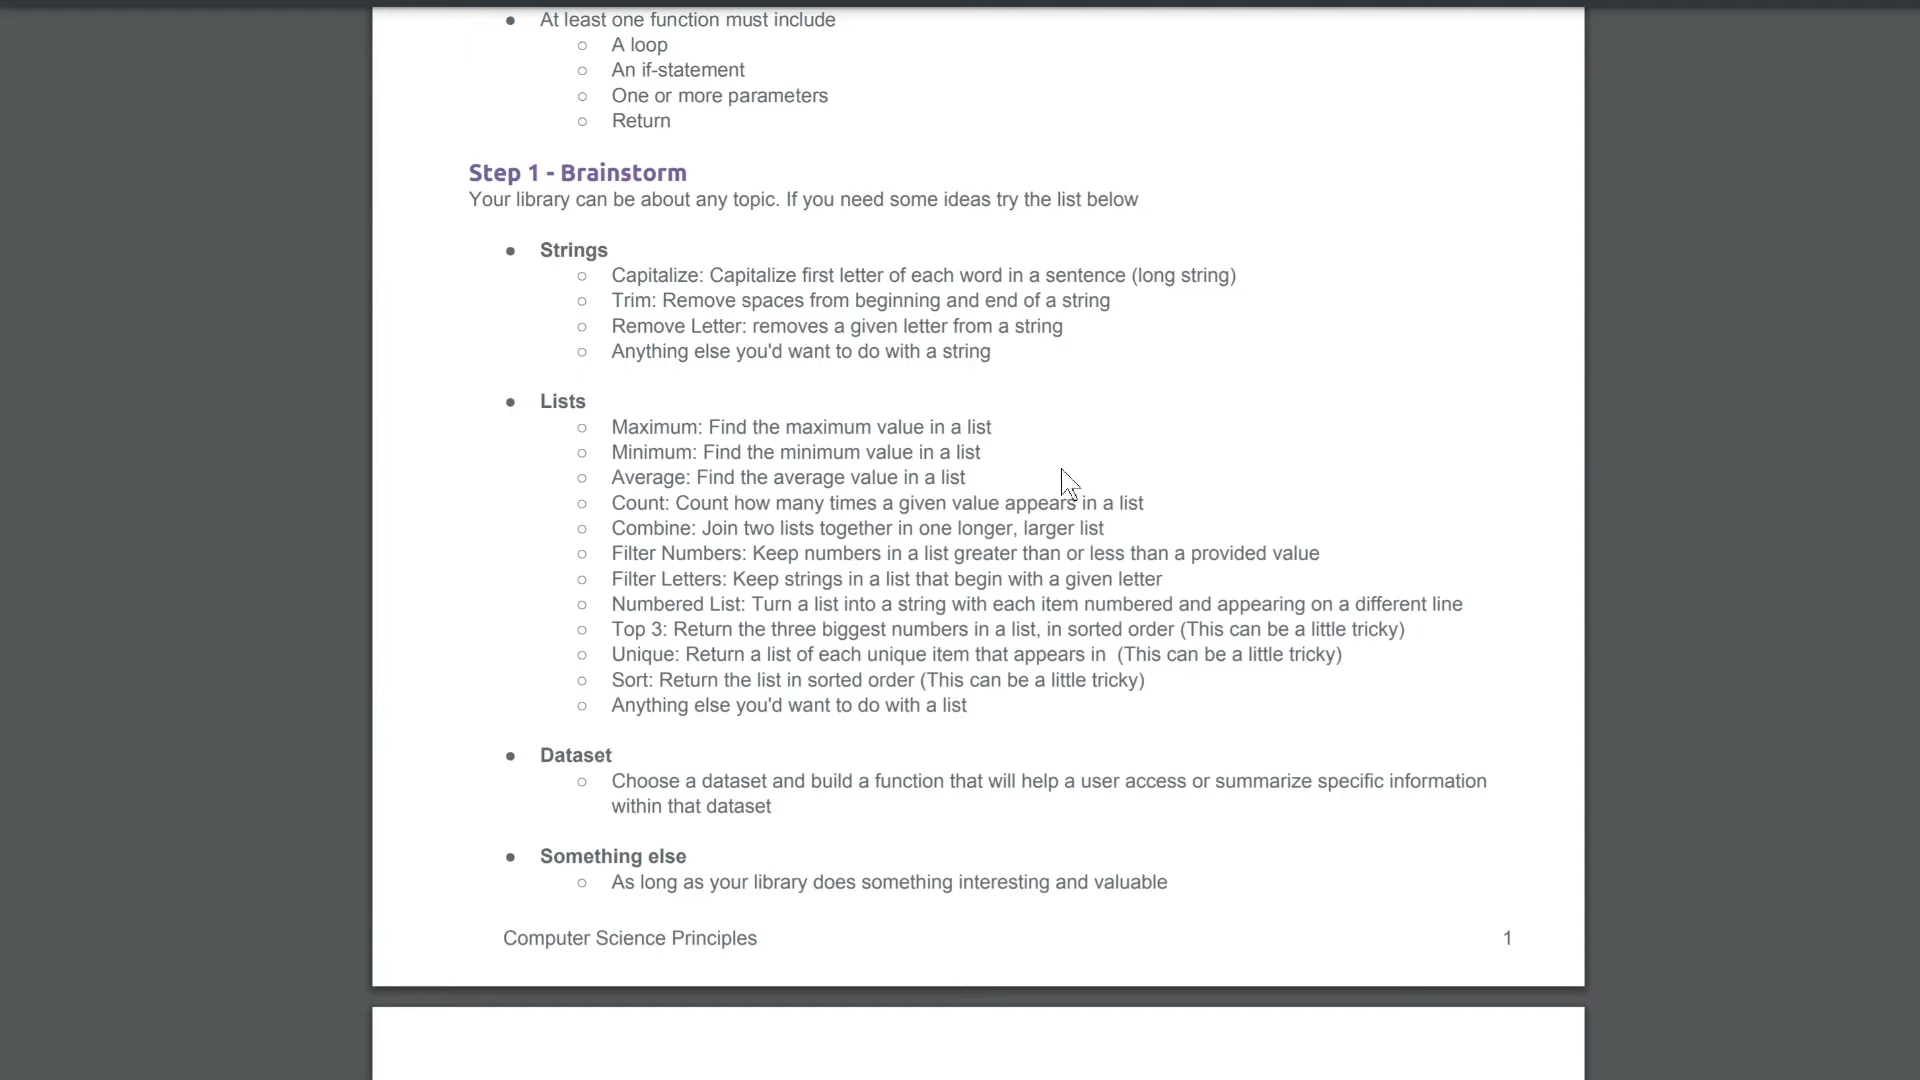 ● At least one function must include
○ A loop
○ An if-statement
○ One or more parameters
○ Return
Step 1 - Brainstorm
Your library can be about any topic. If you need some ideas try the list below
● Strings
○ Capitalize: Capitalize first letter of each word in a sentence (long string)
○ Trim: Remove spaces from beginning and end of a string
○ Remove Letter: removes a given letter from a string
○ Anything else you'd want to do with a string
● Lists
○ Maximum: Find the maximum value in a list
○ Minimum: Find the minimum value in a list
○ Average: Find the average value in a list
○ Count: Count how many times a given value appears in a list
○ Combine: Join two lists together in one longer, larger list
○ Filter Numbers: Keep numbers in a list greater than or less than a provided value
○ Filter Letters: Keep strings in a list that begin with a given letter
○ Numbered List: Turn a list into a string with each item numbered and appearing on a different line
○ Top 3: Return the three biggest numbers in a list, in sorted order (This can be a little tricky)
○ Unique: Return a list of each unique item that appears in  (This can be a little tricky)
○ Sort: Return the list in sorted order (This can be a little tricky)
○ Anything else you'd want to do with a list
● Dataset
○ Choose a dataset and build a function that will help a user access or summarize specific information
within that dataset
● Something else
○ As long as your library does something interesting and valuable
Computer Science Principles 1